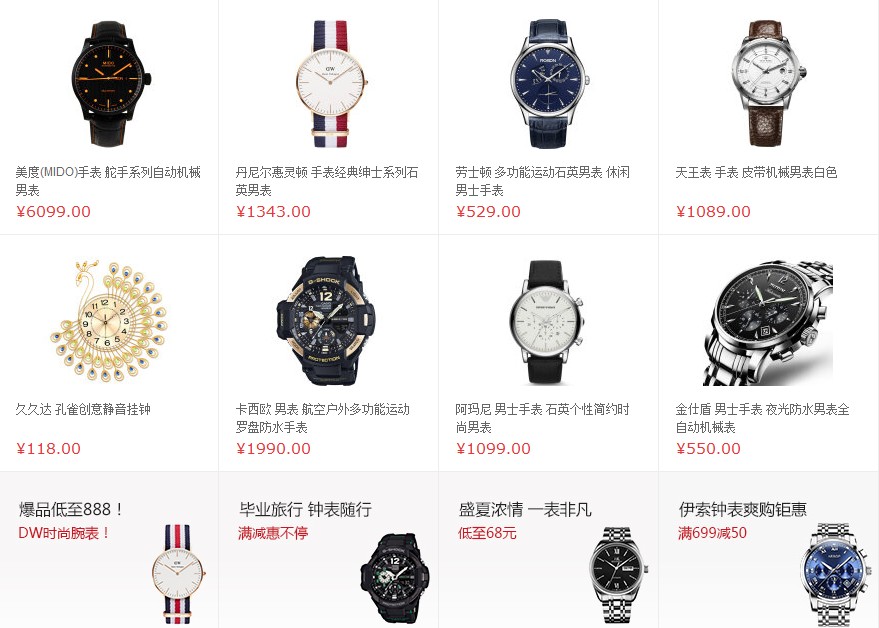 MIDO
美度(MIDO)手表 舵手系列自动机械
男表
¥6099.00
DW
丹尼尔惠灵顿 手表经典绅士系列石
英男表
¥1343.00
劳士顿 多功能运动石英男表 休闲
男士手表
¥529.00
天王表 手表 皮带机械男表白色
¥1089.00
久久达 孔雀创意静音挂钟
¥118.00
G-SHOCK
PROTECTION
卡西欧 男表 航空户外多功能运动
罗盘防水手表
¥1990.00
阿玛尼 男士手表 石英个性简约时
尚男表
¥1099.00
金仕盾 男士手表 夜光防水男表全
自动机械表
¥550.00
爆品低至888！
DW时尚腕表！
毕业旅行 钟表随行
满减惠不停
盛夏浓情 一表非凡
低至68元
伊索钟表爽购钜惠
满699减50